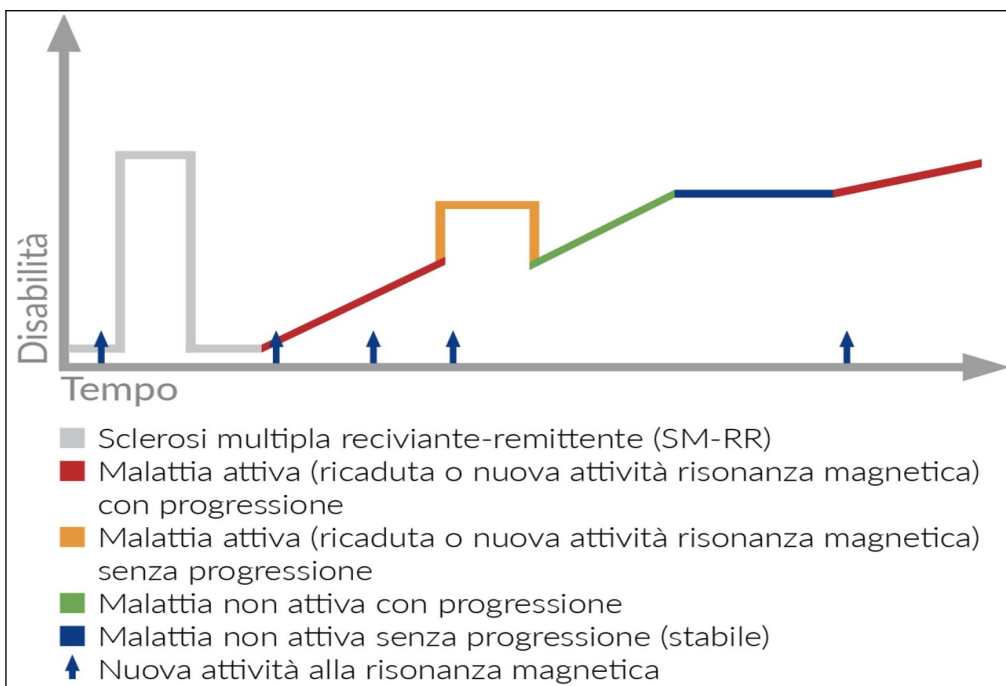 Disabilità
Tempo
Sclerosi multipla reciviante-remittente (SM-RR)
Malattia attiva (ricaduta o nuova attività risonanza magnetica)
con progressione
Malattia attiva (ricaduta o nuova attività risonanza magnetica)
senza progressione
Malattia non attiva con progressione
Malattia non attiva senza progressione (stabile)
Nuova attività alla risonanza magnetica